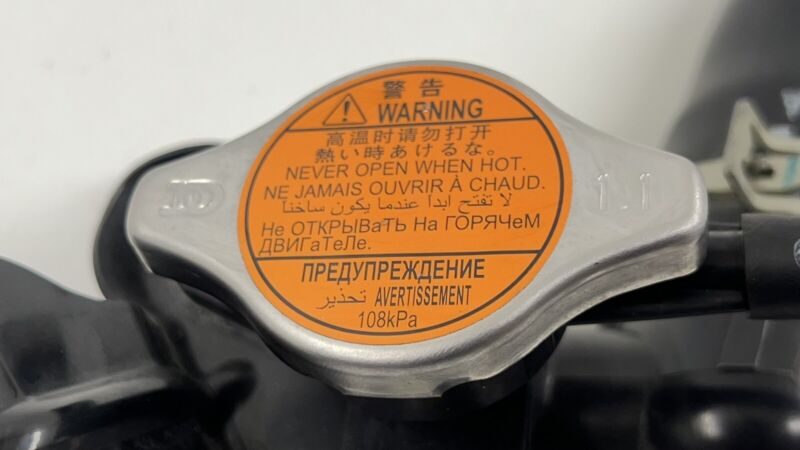 警告
WARNING
高温时请勿打开
熱い時あけるな。
NEVER OPEN WHEN HOT.
NE JAMAIS OUVRIR À CHAUD.
لا تفتح ابدا عندما يكون ساخنا
Не ОТКРЫВаТЬ На ГОРЯЧеМ
ДВИГаТеЛе.
ПРЕДУПРЕЖДЕНИЕ
تحذير AVERTISSEMENT
108kPa
1.1